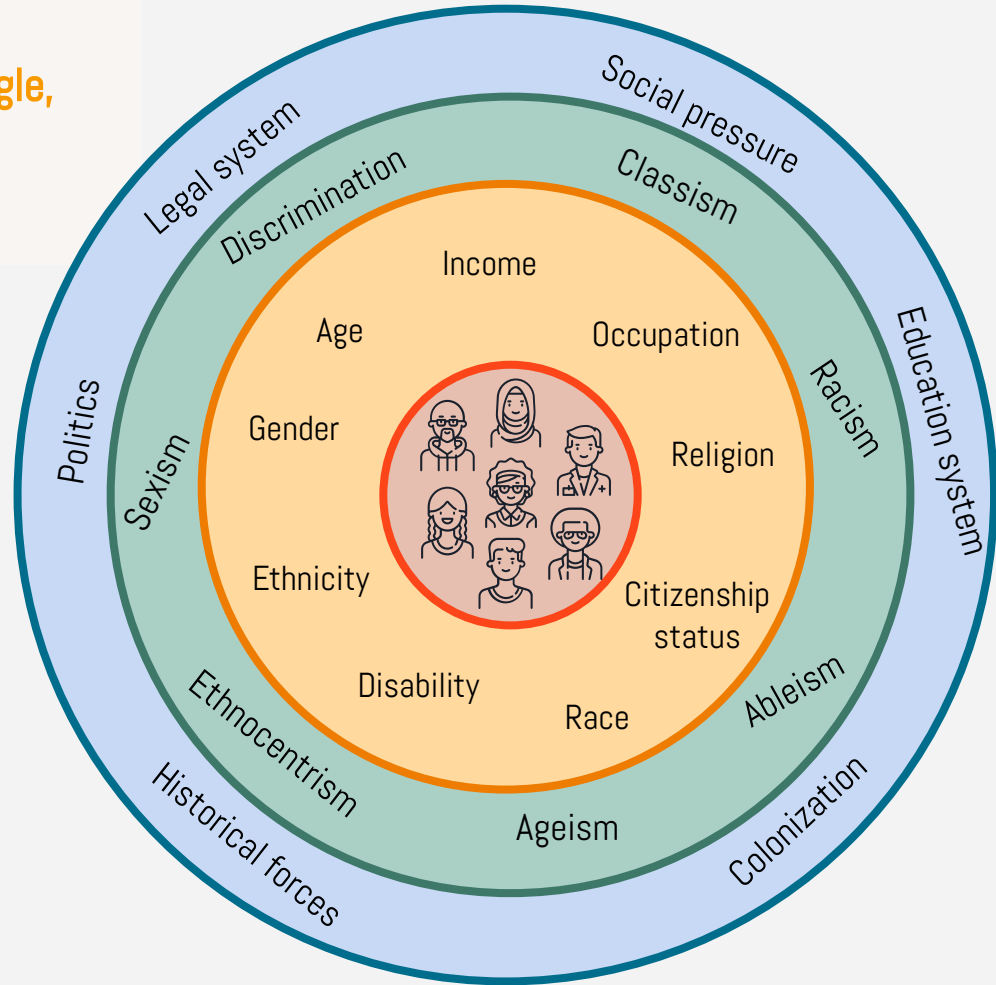 gle,
Social pressure
Legal system
Education system
Politics
Colonization
Historical forces
Discrimination
Classism
Racism
Sexism
Ableism
Ethnocentrism
Ageism
Income
Age
Occupation
Gender
Religion
Ethnicity
Citizenship
status
Disability
Race